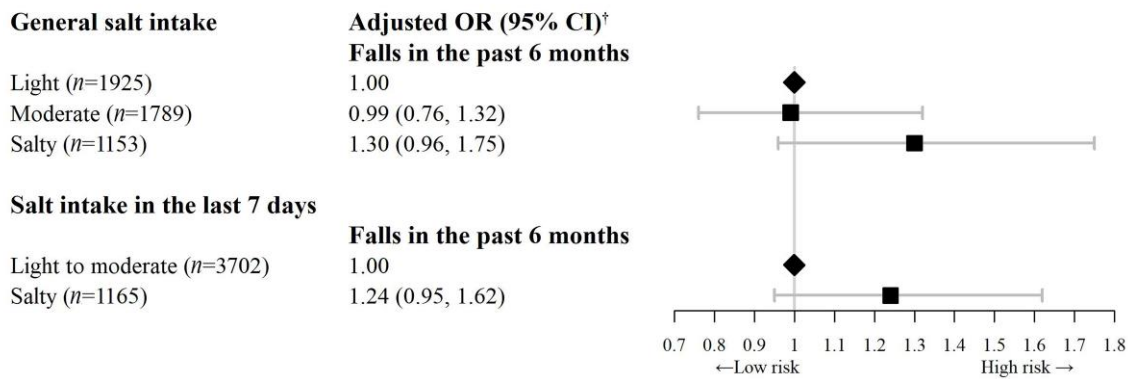 General salt intake Adjusted OR (95% CI)†
Falls in the past 6 months
Light (n=1925) 1.00
Moderate (n=1789) 0.99 (0.76, 1.32)
Salty (n=1153) 1.30 (0.96, 1.75)
Salt intake in the last 7 days
Falls in the past 6 months
Light to moderate (n=3702) 1.00
Salty (n=1165) 1.24 (0.95, 1.62)
0.7 0.8 0.9 1 1.1 1.2 1.3 1.4 1.5 1.6 1.7 1.8
←Low risk High risk →